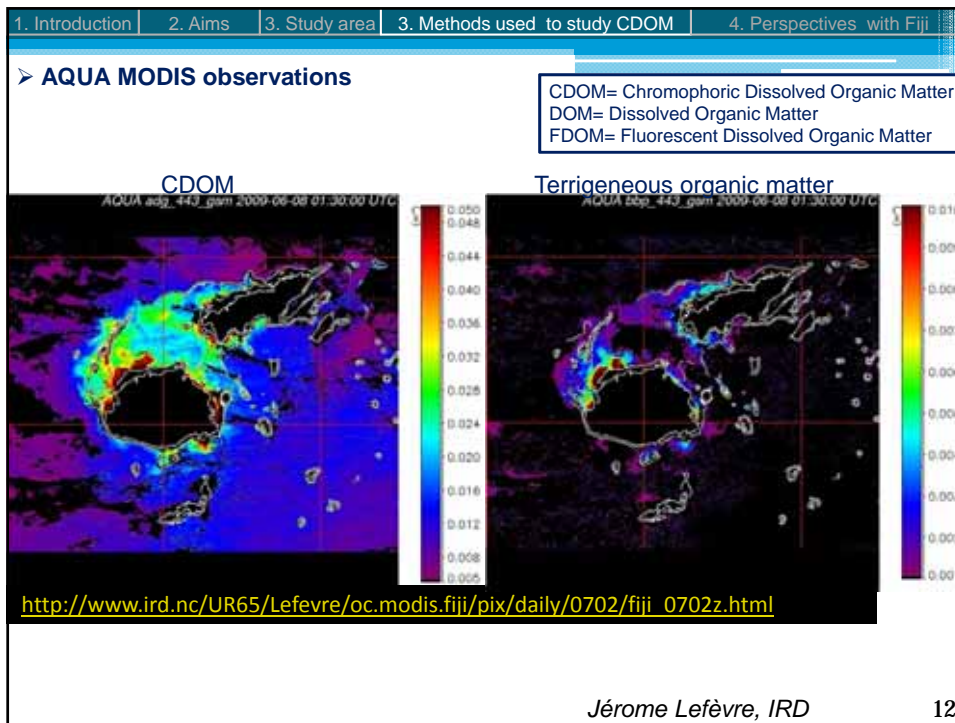 1. Introduction 2. Aims 3. Study area 3. Methods used to study CDOM 4. Perspectives with Fiji
➢ AQUA MODIS observations
CDOM= Chromophoric Dissolved Organic Matter
DOM= Dissolved Organic Matter
FDOM= Fluorescent Dissolved Organic Matter
CDOM Terrigeneous organic matter
AQUA adg_443_gsm 2009-06-08 01:30:00 UTC AQUA bbp_443_gsm 2009-06-08 01:30:00 UTC
0.050
0.048
0.044
0.040
0.036
0.032
0.028
0.024
0.020
0.016
0.012
0.008
0.005
http://www.ird.nc/UR65/Lefevre/oc.modis.fiji/pix/daily/0702/fiji_0702z.html
Jérome Lefèvre, IRD 12